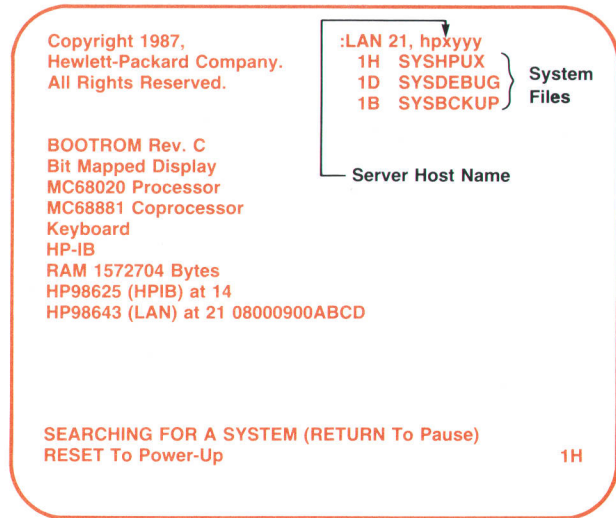 Copyright 1987,
Hewlett-Packard Company.
All Rights Reserved.
:LAN 21, hpxyyy
1H SYSHPUX
1D SYSDEBUG
1B SYSBCKUP
System
Files
Server Host Name
BOOTROM Rev. C
Bit Mapped Display
MC68020 Processor
MC68881 Coprocessor
Keyboard
HP-IB
RAM 1572704 Bytes
HP98625 (HPIB) at 14
HP98643 (LAN) at 21 08000900ABCD
SEARCHING FOR A SYSTEM (RETURN To Pause)
RESET To Power-Up 1H